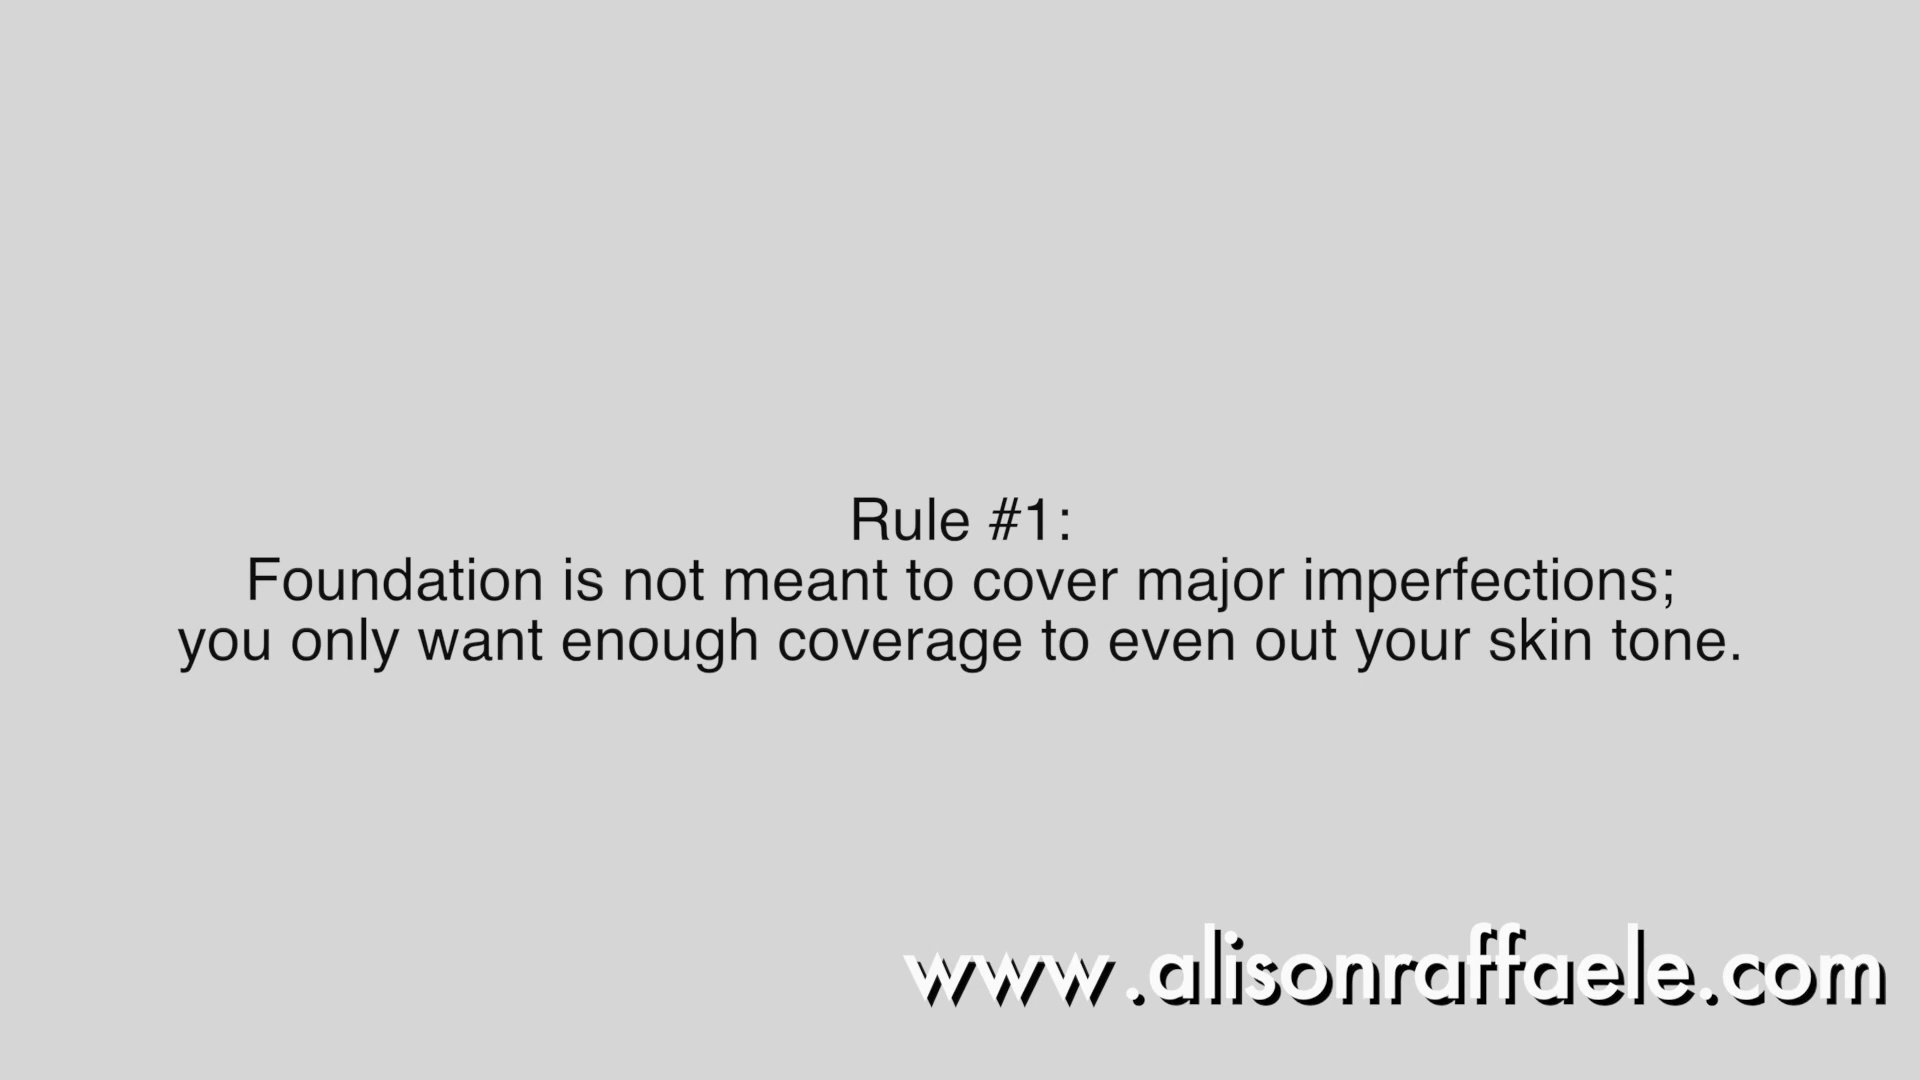 Rule #1:
Foundation is not meant to cover major imperfections;
you only want enough coverage to even out your skin tone.
www.alisonraffaele.com